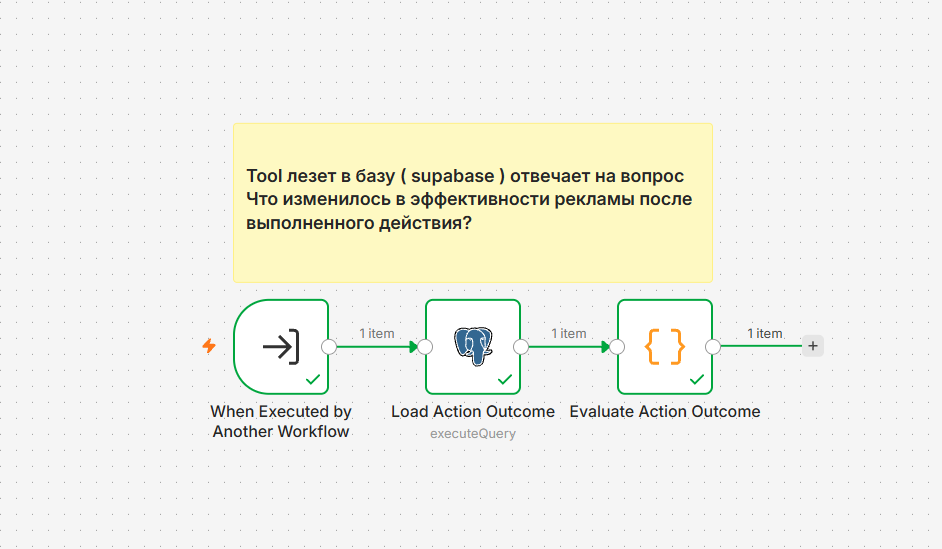 Tool лезет в базу ( supabase ) отвечает на вопрос
Что изменилось в эффективности рекламы после
выполненного действия?
1 item
1 item
1 item
When Executed by
Another Workflow
Load Action Outcome
executeQuery
Evaluate Action Outcome